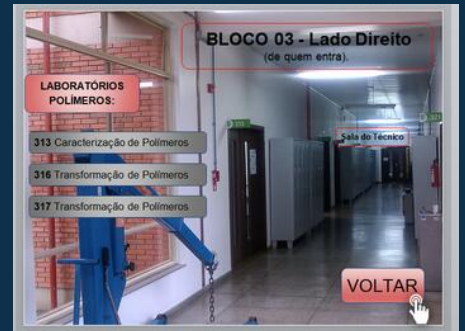 BLOCO 03 - Lado Direito
(de quem entra).
LABORATÓRIOS
POLÍMEROS:
313 Caracterização de Polímeros
316 Transformação de Polímeros
317 Transformação de Polímeros
Sala do Técnico
VOLTAR